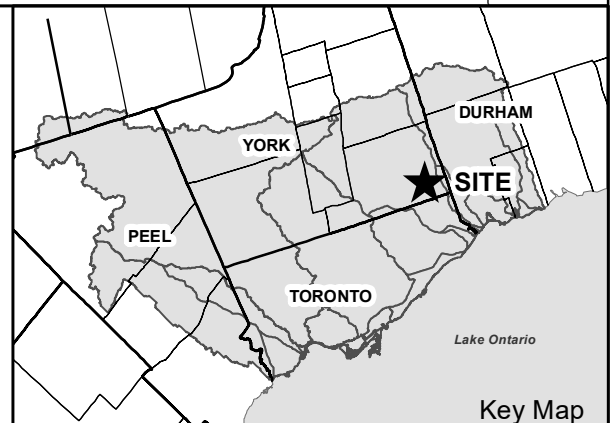 DURHAM
YORK
SITE
PEEL
TORONTO
Lake Ontario
Key Map